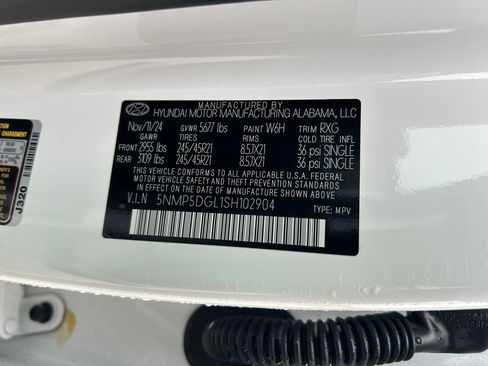 MANUFACTURED BY
HYUNDAI MOTOR MANUFACTURING ALABAMA, LLC
Nov/11/24 GVWR 5677 lbs PAINT W6H TRIM RXG
GAWR TIRES RIMS COLD TIRE INFL
FRONT 2955 lbs 245/45R21 8.5JX21 36 psi SINGLE
REAR 3109 lbs 245/45R21 8.5JX21 36 psi SINGLE
THIS VEHICLE CONFORMS TO ALL APPLICABLE U.S.A FEDERAL
MOTOR VEHICLE SAFETY AND THEFT PREVENTION STANDARDS IN
EFFECT ON THE DATE OF MANUFACTURE SHOWN ABOVE.
V.I.N 5NMP5DGL1SH102904
TYPE: MPV
J350